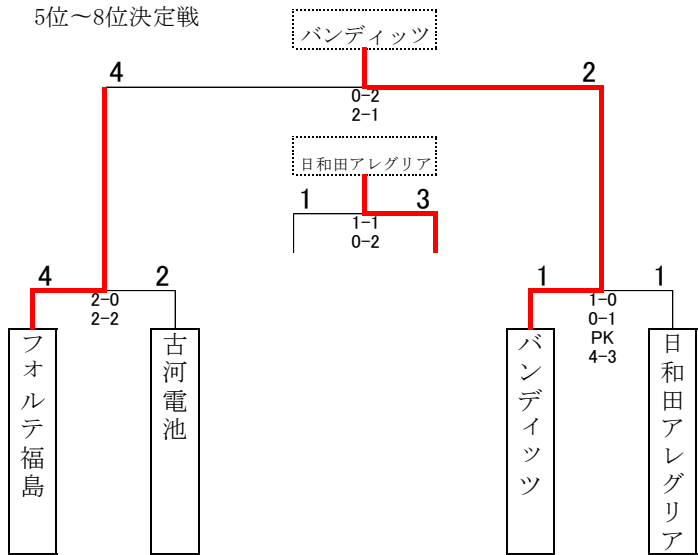 5位～8位決定戦
バンディッツ
4
2
0-2
2-1
日和田アレグリア
1
3
1-1
0-2
4
2
2-0
2-2
1
1
1-0
0-1
PK
4-3
フォルテ福島
古河電池
バンディッツ
日和田アレグリア